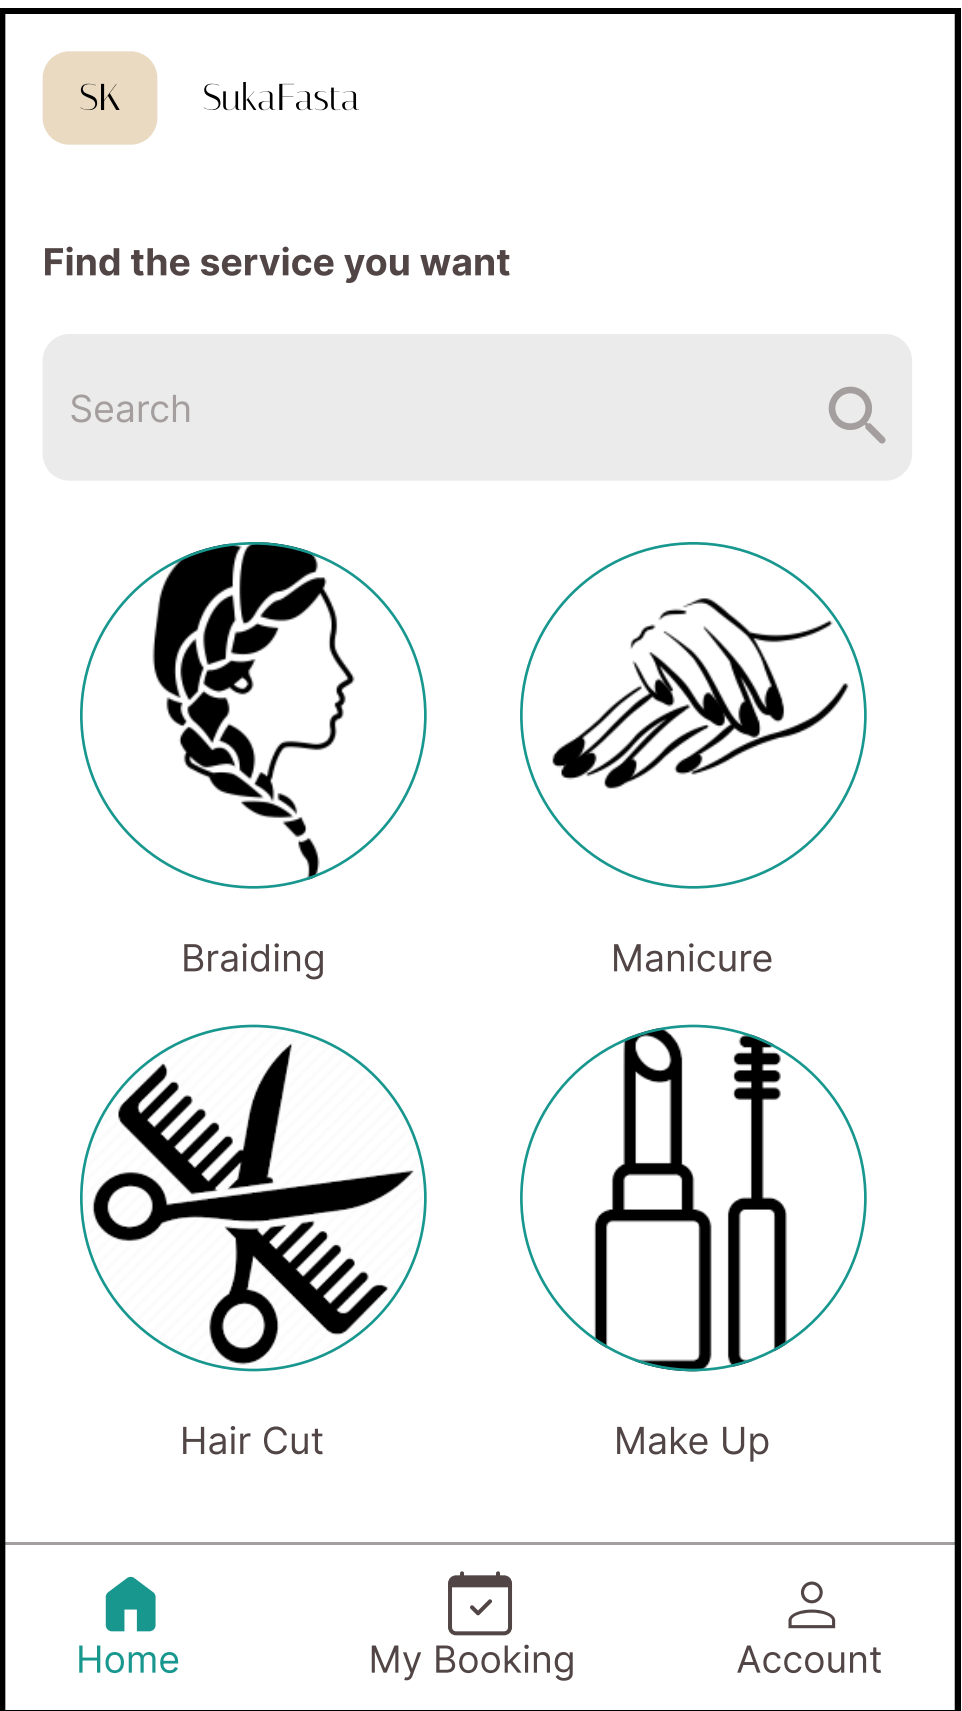 SK
SukaFasta
Find the service you want
Search
Braiding
Manicure
Hair Cut
Make Up
Home
My Booking
Account